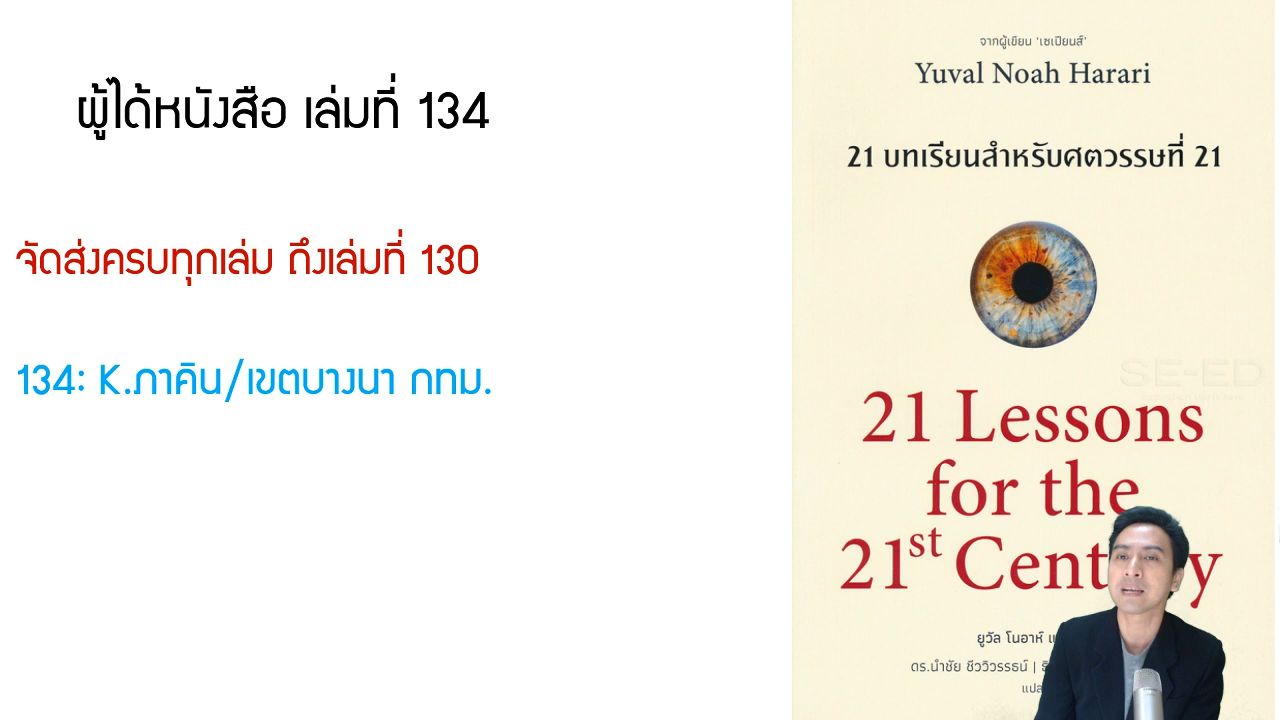 ผู้ได้หนังสือ เล่มที่ 134
จัดส่งครบทุกเล่ม ถึงเล่มที่ 130
134: K.ภาคิน/เขตบางนา กทม.
จากผู้เขียน 'เซเปียนส์'
Yuval Noah Harari
21 บทเรียนสำหรับศตวรรษที่ 21
SE-ED
21 Lessons
for the
21st Cent y
ยูวัล โนอาห์
ดร.นำชัย ชีววิวรรธน์ |